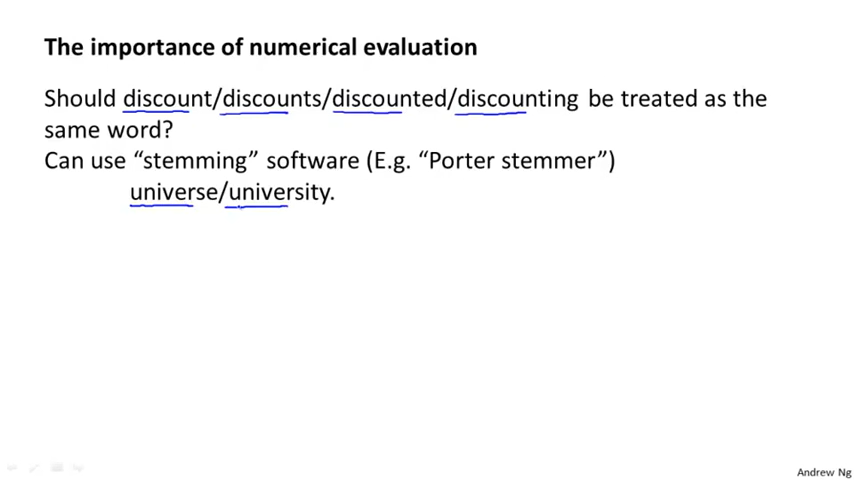 The importance of numerical evaluation
Should discount/discounts/discounted/discounting be treated as the
same word?
Can use “stemming” software (E.g. “Porter stemmer”)
universe/university.
Andrew Ng